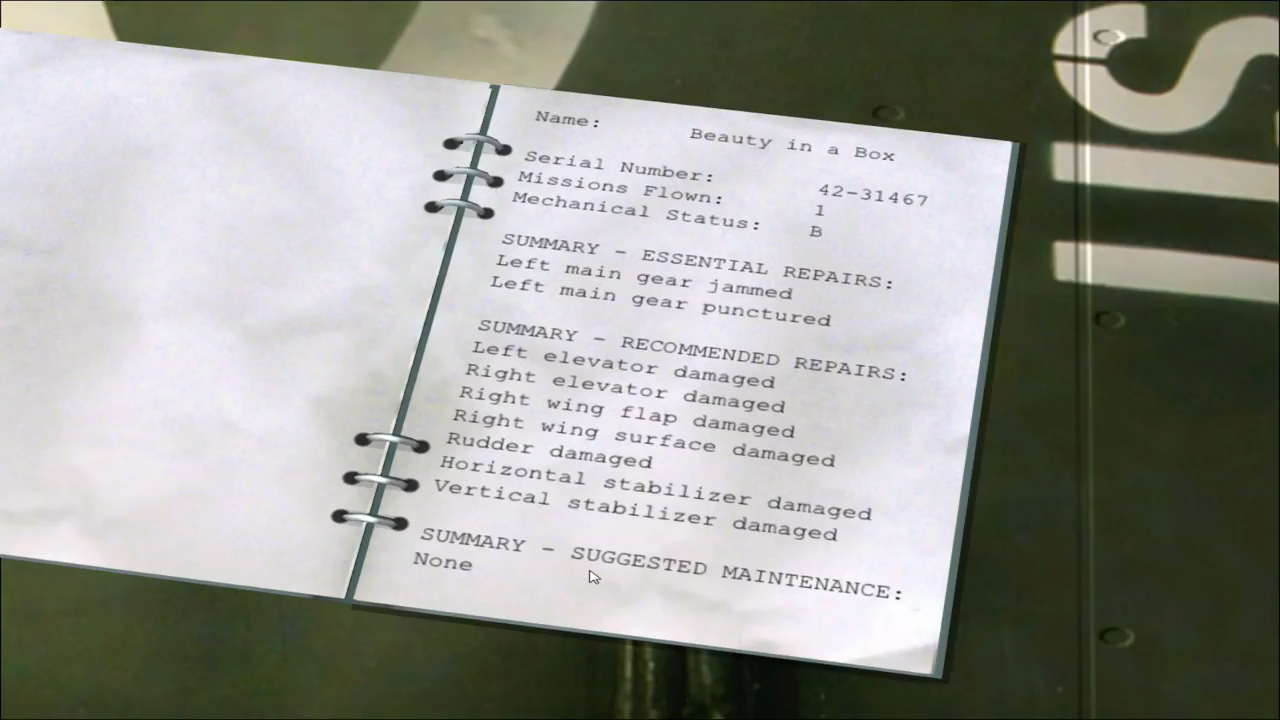 Name: Beauty in a Box
Serial Number: 42-31467
Missions Flown: 1
Mechanical Status: B
SUMMARY - ESSENTIAL REPAIRS:
Left main gear jammed
Left main gear punctured
SUMMARY - RECOMMENDED REPAIRS:
Left elevator damaged
Right elevator damaged
Right wing flap damaged
Right wing surface damaged
Rudder damaged
Horizontal stabilizer damaged
Vertical stabilizer damaged
SUMMARY - SUGGESTED MAINTENANCE:
None